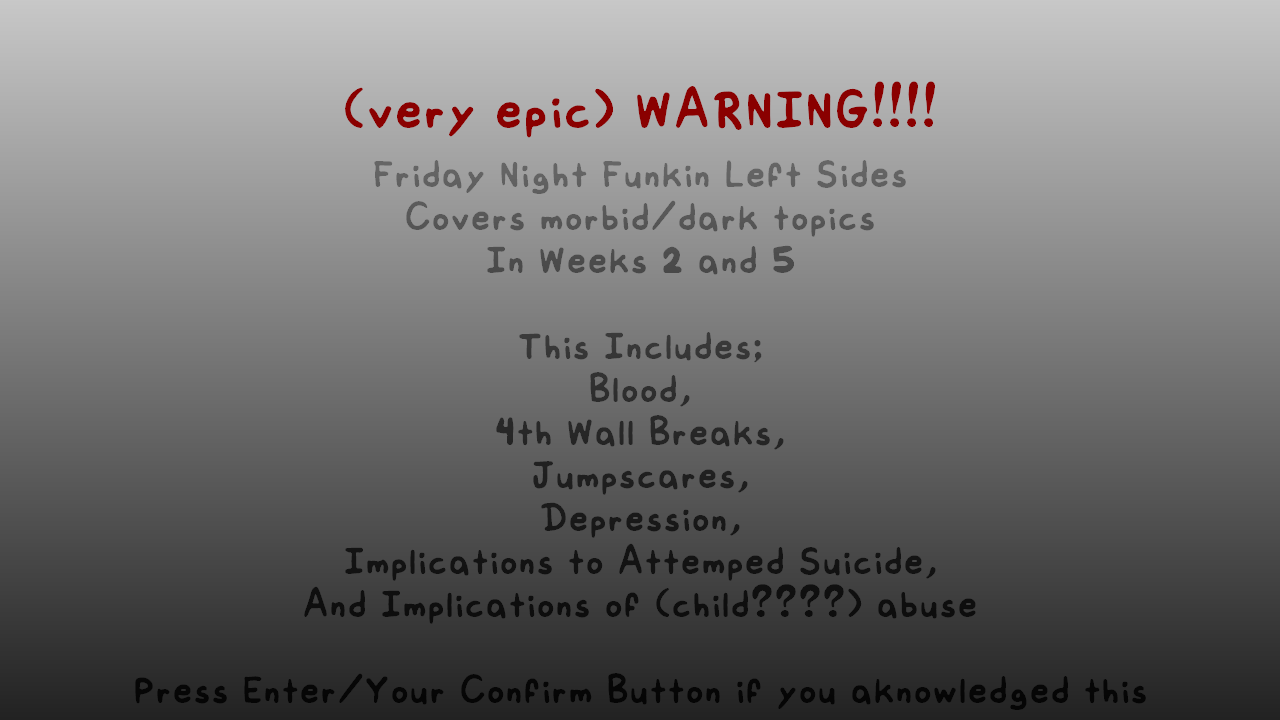 (very epic) WARNING!!!!
Friday Night Funkin Left Sides
Covers morbid/dark topics
In Weeks 2 and 5
This Includes;
Blood,
4th Wall Breaks,
Jumpscares,
Depression,
Implications to Attemped Suicide,
And Implications of (child????) abuse
Press Enter/Your Confirm Button if you aknowledged this